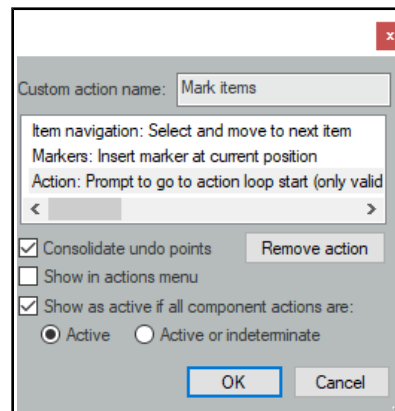 x
Custom action name: Mark items
Item navigation: Select and move to next item
Markers: Insert marker at current position
Action: Prompt to go to action loop start (only valid
Consolidate undo points Remove action
Show in actions menu
Show as active if all component actions are:
Active Active or indeterminate
OK Cancel